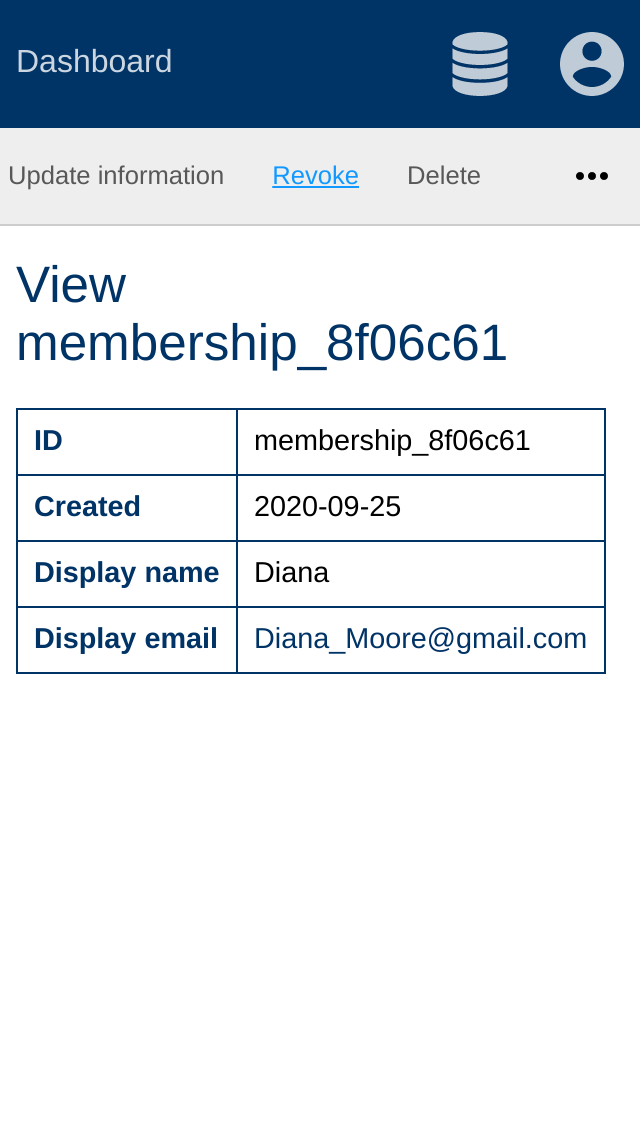 Dashboard
Update information Revoke Delete
View
membership_8f06c61
ID membership_8f06c61
Created 2020-09-25
Display name Diana
Display email Diana_Moore@gmail.com